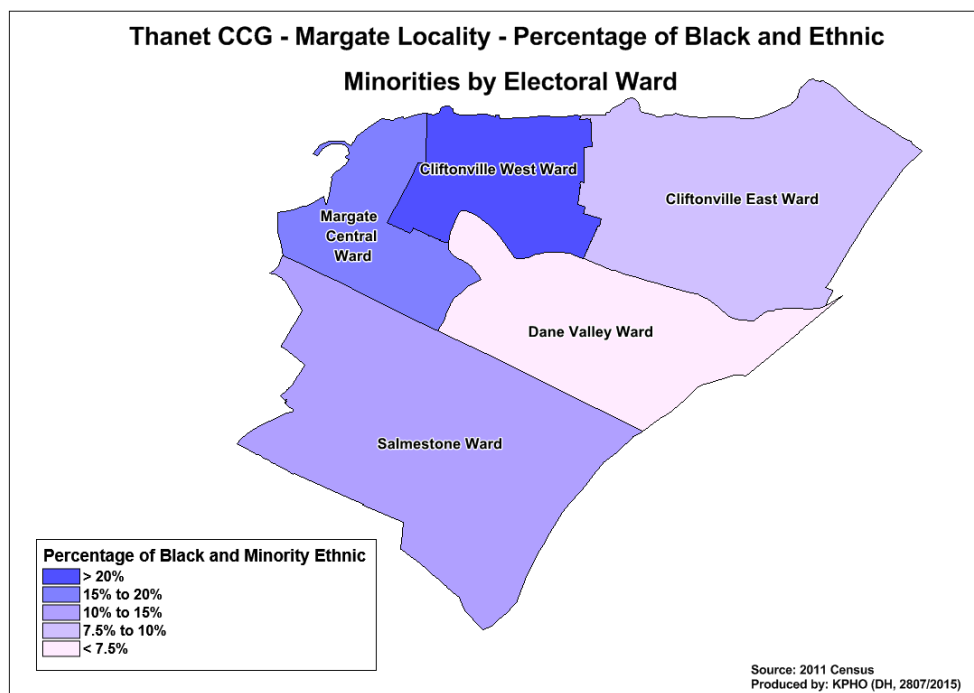 Thanet CCG - Margate Locality - Percentage of Black and Ethnic
Minorities by Electoral Ward
Cliftonville West Ward
Cliftonville East Ward
Margate
Central
Ward
Dane Valley Ward
Salmestone Ward
Percentage of Black and Minority Ethnic
> 20%
15% to 20%
10% to 15%
7.5% to 10%
< 7.5%
Source: 2011 Census
Produced by: KPHO (DH, 2807/2015)